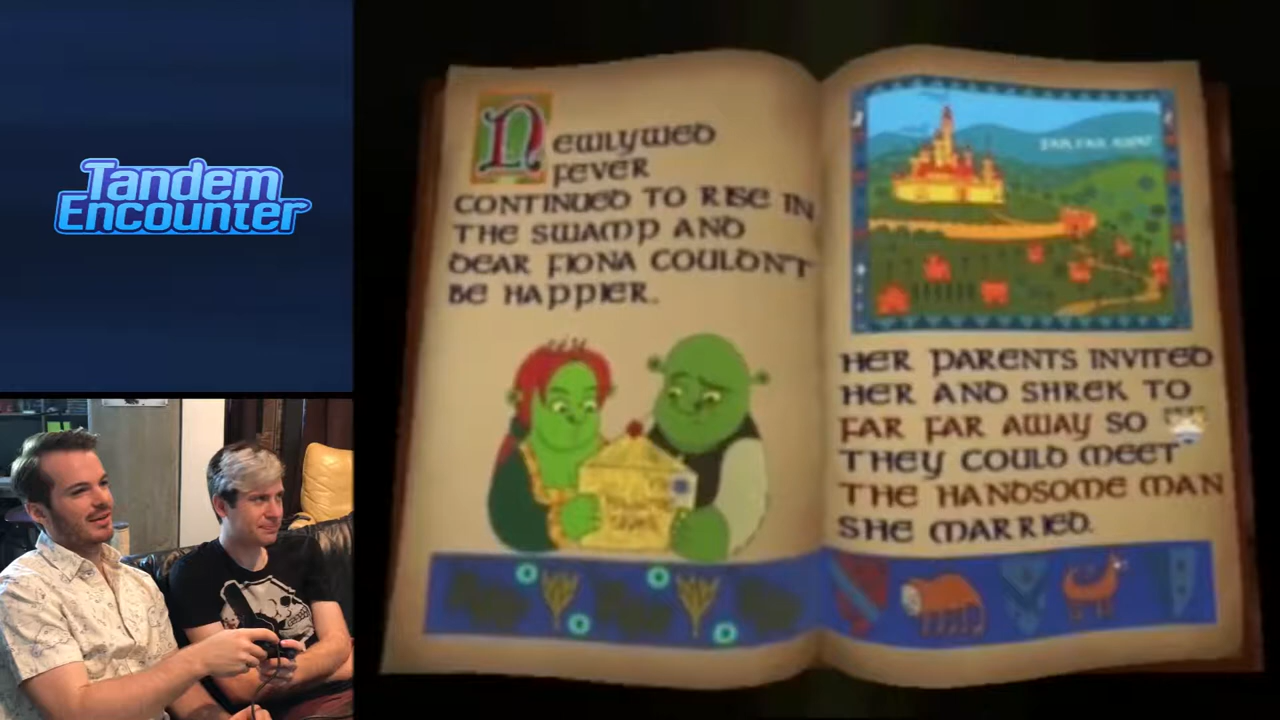 Tandem
Encounter
Newlywed
fever
continued to rise in
the swamp and
dear Fiona couldn't
be happier.
FAR FAR AWAY
Her parents invited
her and Shrek to
Far Far Away so
they could meet
the handsome man
she married.